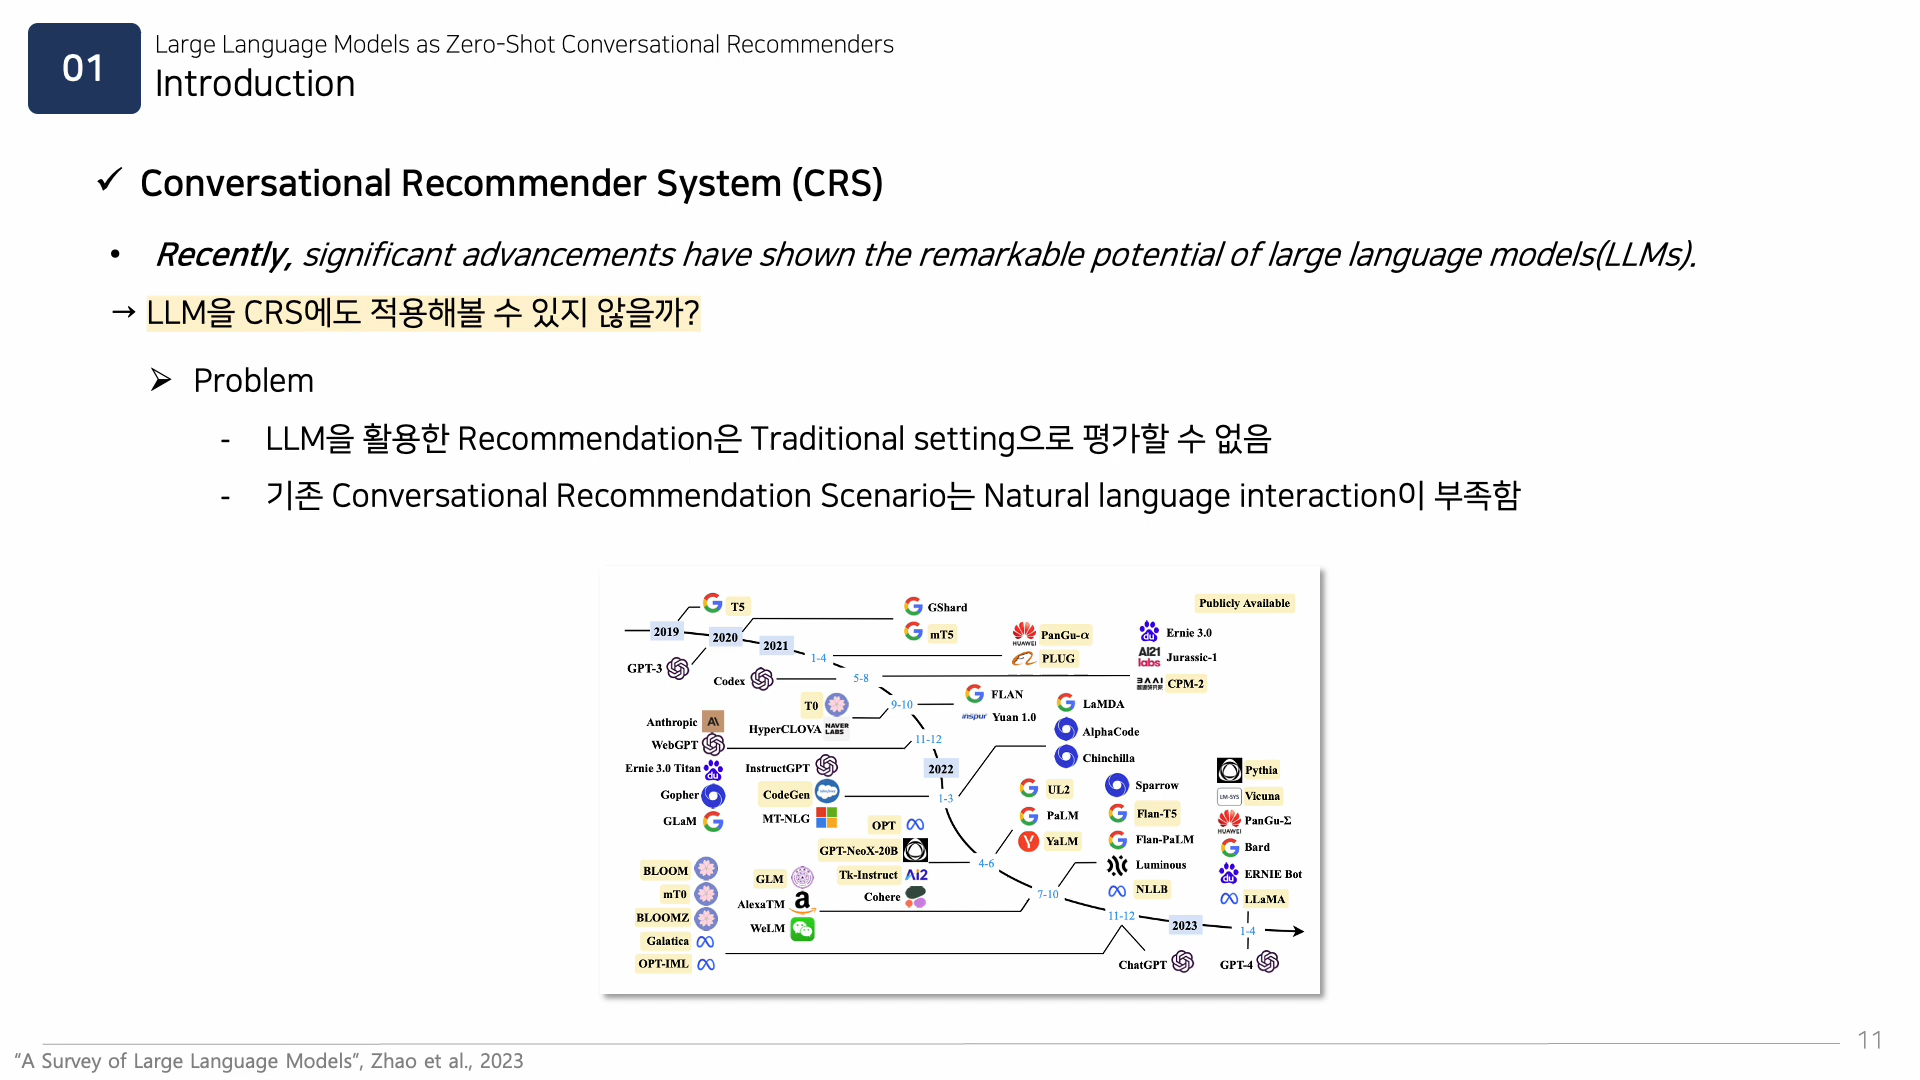 01
Large Language Models as Zero-Shot Conversational Recommenders
Introduction
✓ Conversational Recommender System (CRS)
• Recently, significant advancements have shown the remarkable potential of large language models(LLMs).
→ LLM을 CRS에도 적용해볼 수 있지 않을까?
➢ Problem
- LLM을 활용한 Recommendation은 Traditional setting으로 평가할 수 없음
- 기존 Conversational Recommendation Scenario는 Natural language interaction이 부족함
T5
GShard
Publicly Available
2019
2020
2021
mT5
PanGu-α
HUAWEI
Ernie 3.0
1-4
PLUG
AI21 labs
Jurassic-1
GPT-3
Codex
5-8
BAAI
CPM-2
T0
9-10
FLAN
LaMDA
Anthropic
HyperCLOVA
NAVER LABS
inspur
Yuan 1.0
WebGPT
11-12
AlphaCode
Ernie 3.0 Titan
InstructGPT
2022
Chinchilla
Pythia
Gopher
CodeGen
1-3
UL2
Sparrow
LM-SYS
Vicuna
GLaM
MT-NLG
OPT
PaLM
Flan-T5
HUAWEI
PanGu-Σ
GPT-NeoX-20B
YaLM
Flan-PaLM
Bard
BLOOM
GLM
Tk-Instruct
AI2
4-6
Luminous
ERNIE Bot
mT0
AlexaTM
Cohere
7-10
NLLB
LLaMA
BLOOMZ
WeLM
11-12
2023
1-4
Galatica
OPT-IML
ChatGPT
GPT-4
11
“A Survey of Large Language Models”, Zhao et al., 2023